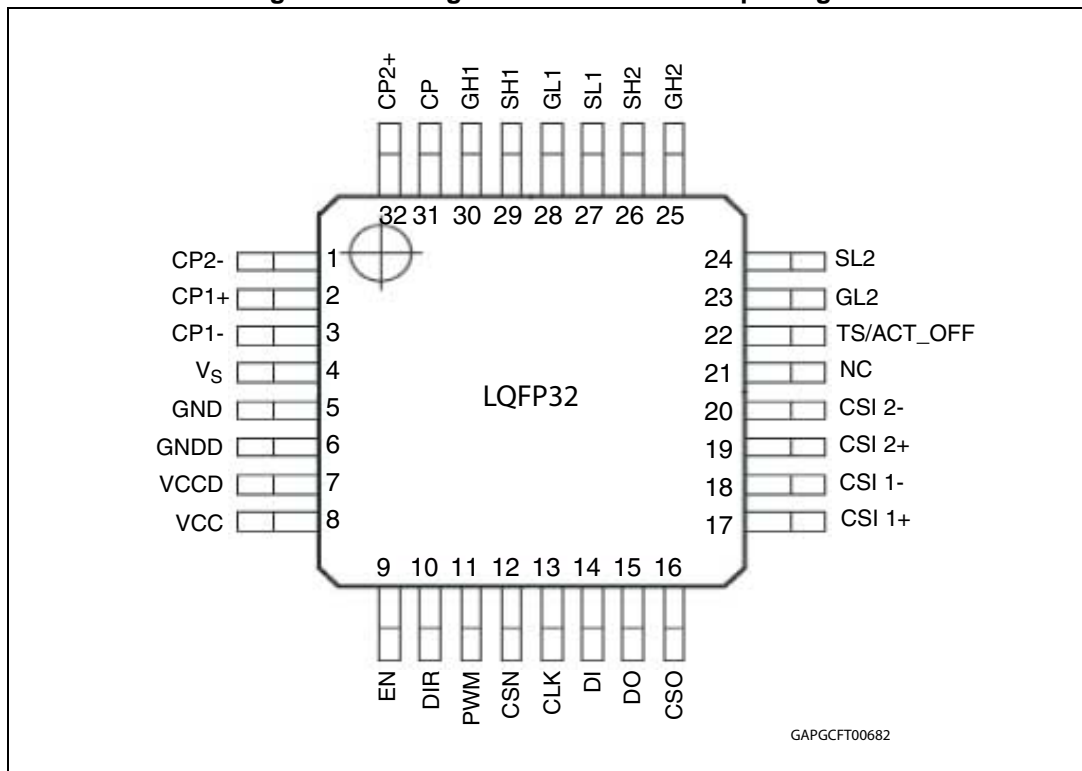 CP2+
CP
GH1
SH1
GL1
SL1
SH2
GH2
32 31 30 29 28 27 26 25
CP2- 1
CP1+ 2
CP1- 3
VS 4
GND 5
GNDD 6
VCCD 7
VCC 8
LQFP32
24 SL2
23 GL2
22 TS/ACT_OFF
21 NC
20 CSI 2-
19 CSI 2+
18 CSI 1-
17 CSI 1+
9 10 11 12 13 14 15 16
EN
DIR
PWM
CSN
CLK
DI
DO
CSO
GAPGCFT00682